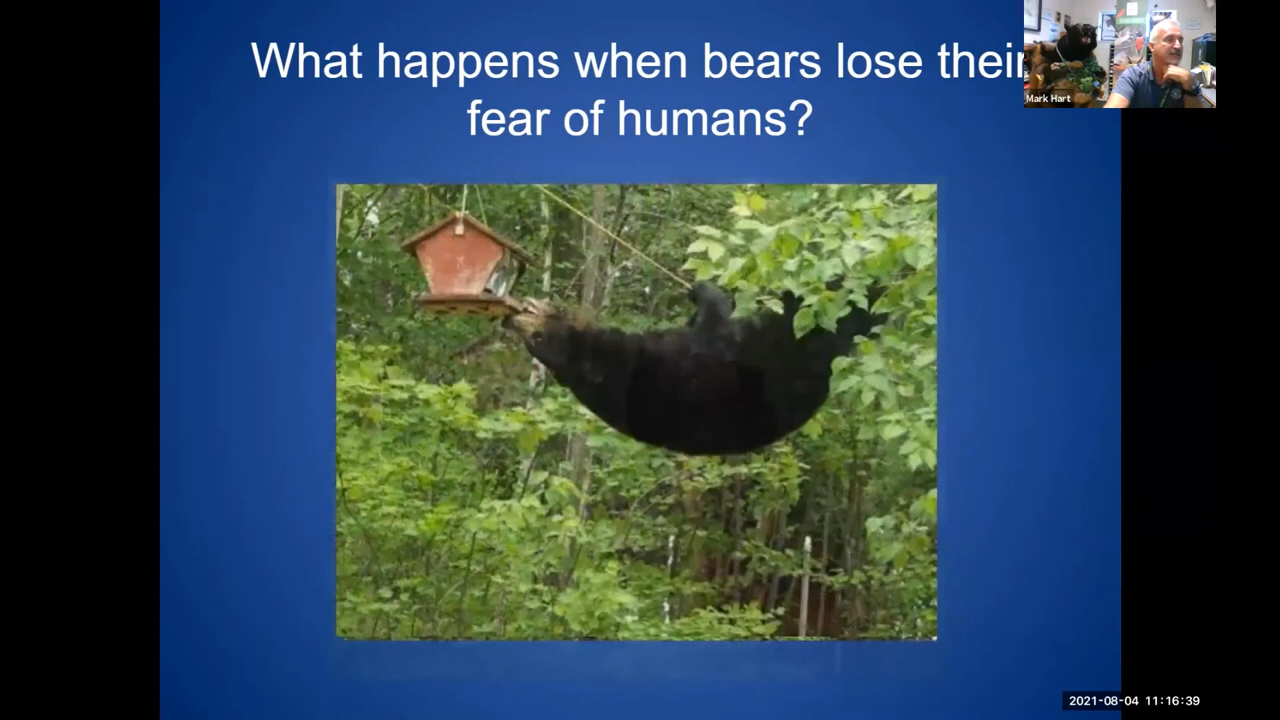 What happens when bears lose their
fear of humans?
Mark Hart
2021-08-04 11:16:39